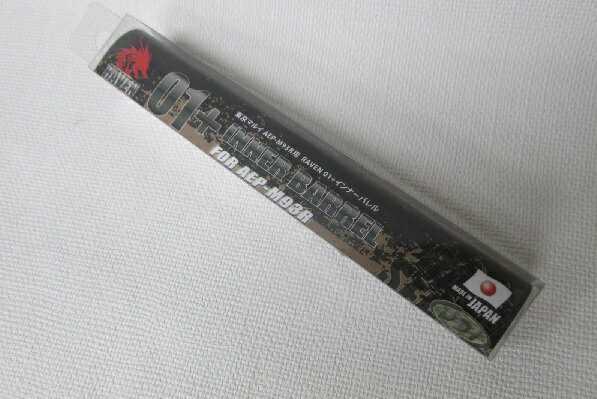 RAVEN
01+ INNER BARREL
東京マルイ AEP-M93R用 RAVEN 01+インナーバレル
FOR AEP-M93R
MADE IN
JAPAN